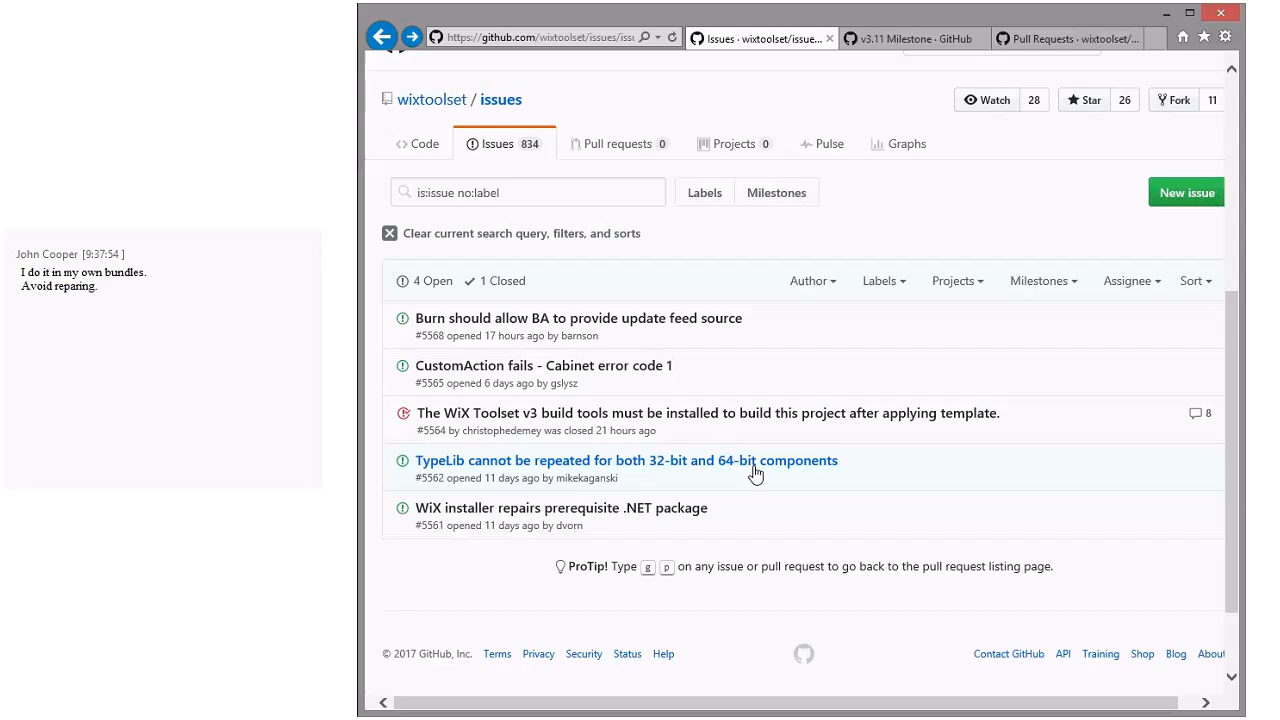 John Cooper [9:37:54 ]
I do it in my own bundles.
Avoid reparing.
https://github.com/wixtoolset/issues/issu
Issues · wixtoolset/issue...
v3.11 Milestone · GitHub
Pull Requests · wixtoolset/...
wixtoolset / issues
Watch 28
Star 26
Fork 11
Code
Issues 834
Pull requests 0
Projects 0
Pulse
Graphs
is:issue no:label
Labels
Milestones
New issue
Clear current search query, filters, and sorts
4 Open
1 Closed
Author
Labels
Projects
Milestones
Assignee
Sort
Burn should allow BA to provide update feed source
#5568 opened 17 hours ago by barnson
CustomAction fails - Cabinet error code 1
#5565 opened 6 days ago by gslysz
The WiX Toolset v3 build tools must be installed to build this project after applying template.
8
#5564 by christophedemey was closed 21 hours ago
TypeLib cannot be repeated for both 32-bit and 64-bit components
#5562 opened 11 days ago by mikekaganski
WiX installer repairs prerequisite .NET package
#5561 opened 11 days ago by dvorn
ProTip! Type g p on any issue or pull request to go back to the pull request listing page.
© 2017 GitHub, Inc. Terms Privacy Security Status Help
Contact GitHub API Training Shop Blog About